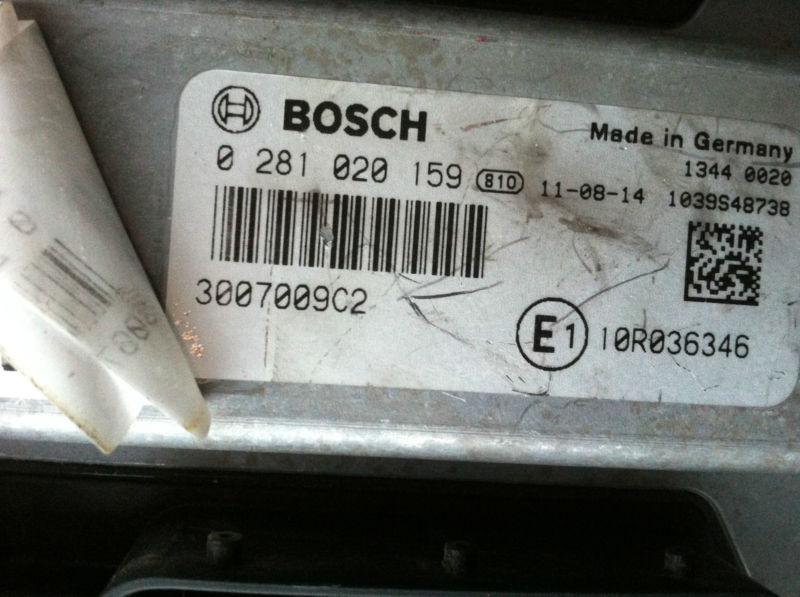 BOSCH
Made in Germany
0 281 020 159 810 11-08-14
1344 0020
1039S48738
3007009C2
E1 10R036346